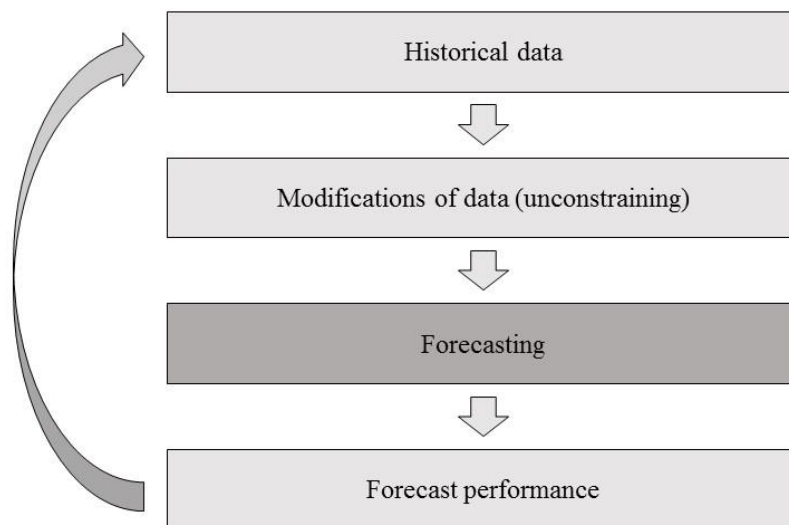 Historical data
Modifications of data (unconstraining)
Forecasting
Forecast performance